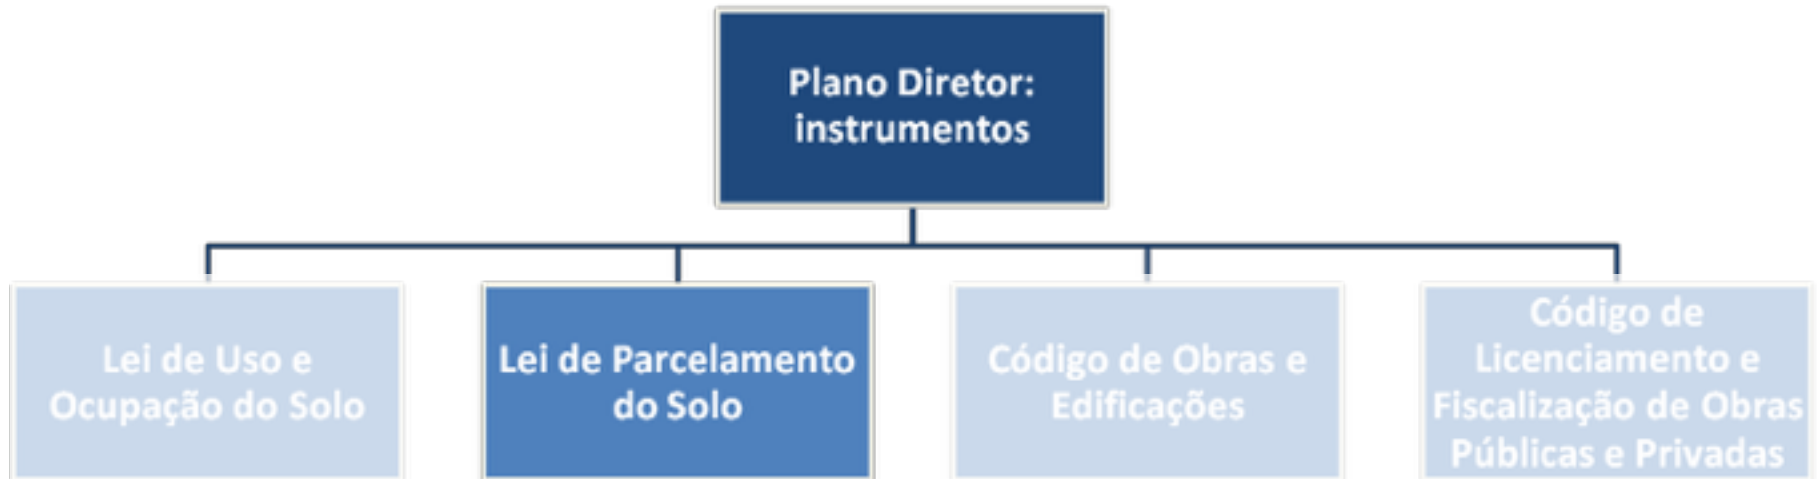 Plano Diretor:
instrumentos
Lei de Uso e
Ocupação do Solo
Lei de Parcelamento
do Solo
Código de Obras e
Edificações
Código de
Licenciamento e
Fiscalização de Obras
Públicas e Privadas